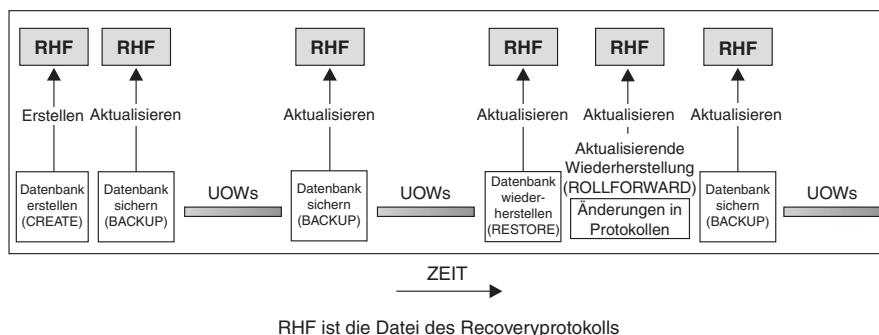 RHF RHF RHF RHF RHF RHF
Erstellen Aktualisieren Aktualisieren Aktualisieren Aktualisieren Aktualisieren
Datenbank
erstellen
(CREATE)
Datenbank
sichern
(BACKUP)
UOWs
Datenbank
sichern
(BACKUP)
UOWs
Datenbank
wieder-
herstellen
(RESTORE)
Aktualisierende
Wiederherstellung
(ROLLFORWARD)
Änderungen in
Protokollen
Datenbank
sichern
(BACKUP)
UOWs
ZEIT
RHF ist die Datei des Recoveryprotokolls